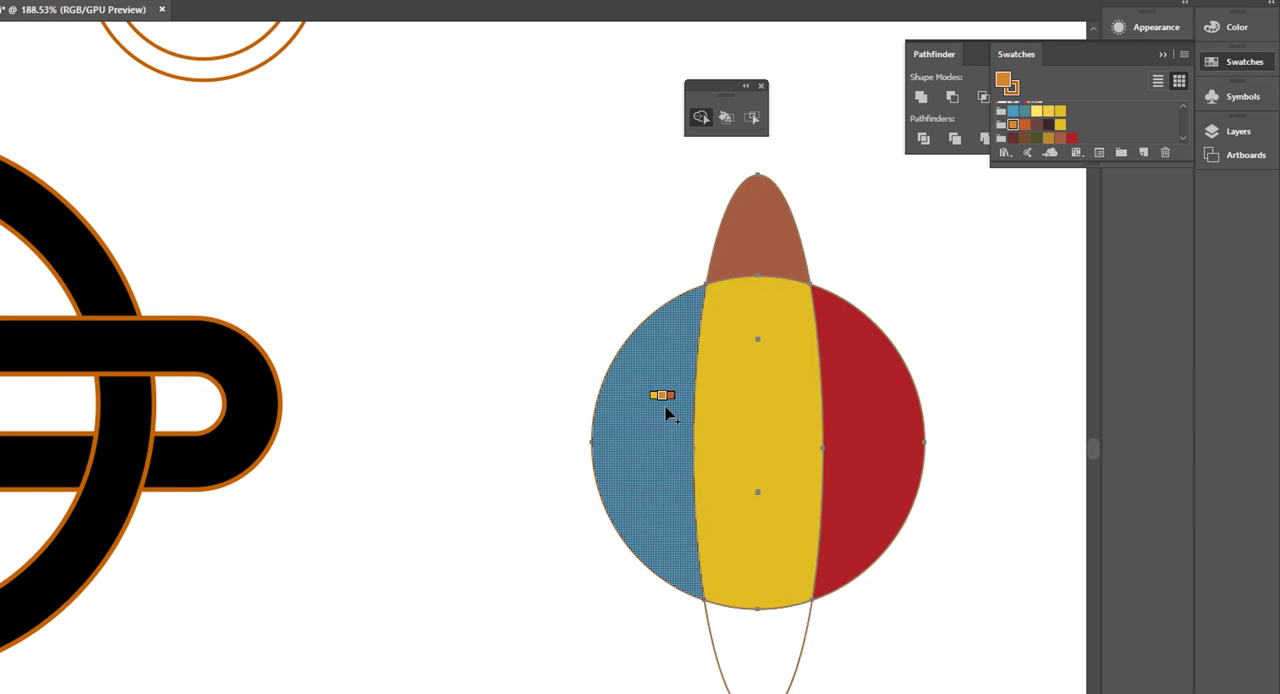 i* @ 188.53% (RGB/GPU Preview)
Appearance
Color
Pathfinder
Swatches
Swatches
Shape Modes:
Symbols
Pathfinders:
Layers
Artboards